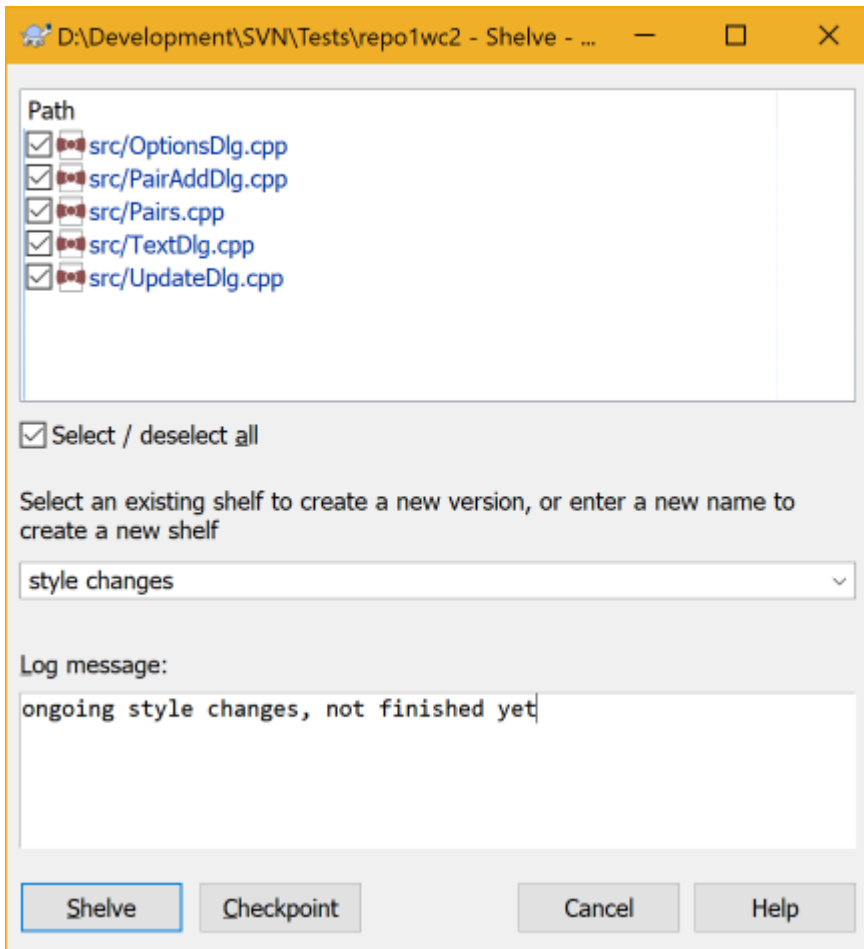 D:\Development\SVN\Tests\repo1wc2 - Shelve - ...
Path
src/OptionsDlg.cpp
src/PairAddDlg.cpp
src/Pairs.cpp
src/TextDlg.cpp
src/UpdateDlg.cpp
Select / deselect all
Select an existing shelf to create a new version, or enter a new name to
create a new shelf
style changes
Log message:
ongoing style changes, not finished yet
Shelve Checkpoint Cancel Help